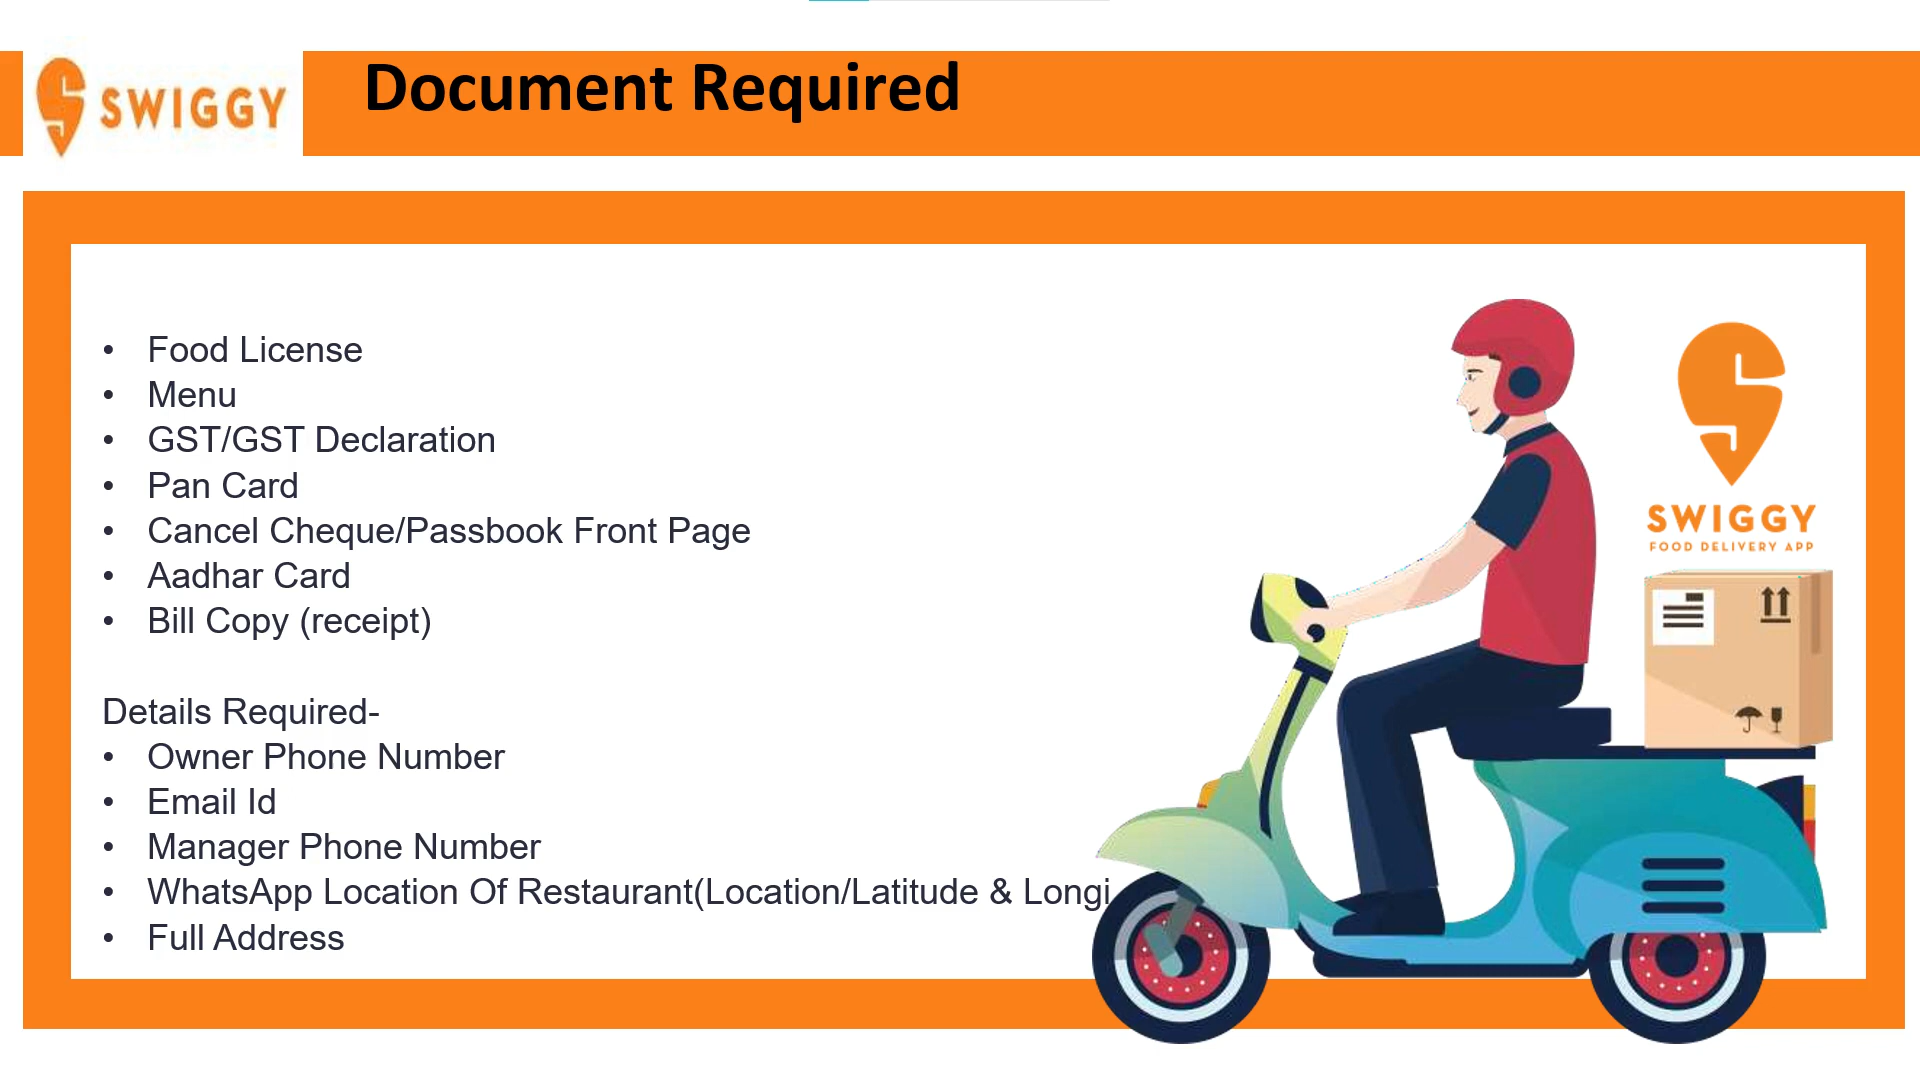 SWIGGY
Document Required
• Food License
• Menu
• GST/GST Declaration
• Pan Card
• Cancel Cheque/Passbook Front Page
• Aadhar Card
• Bill Copy (receipt)
Details Required-
• Owner Phone Number
• Email Id
• Manager Phone Number
• WhatsApp Location Of Restaurant(Location/Latitude & Longi
• Full Address
SWIGGY
FOOD DELIVERY APP